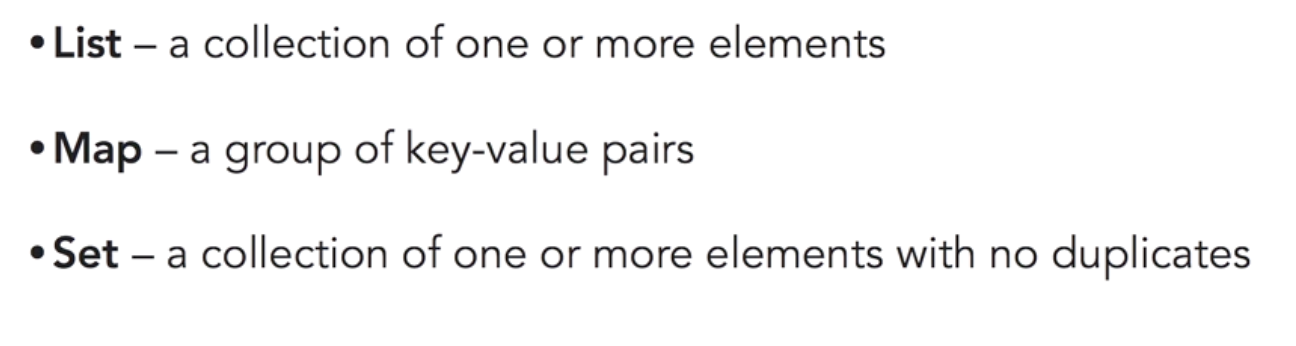 • List – a collection of one or more elements
• Map – a group of key-value pairs
• Set – a collection of one or more elements with no duplicates